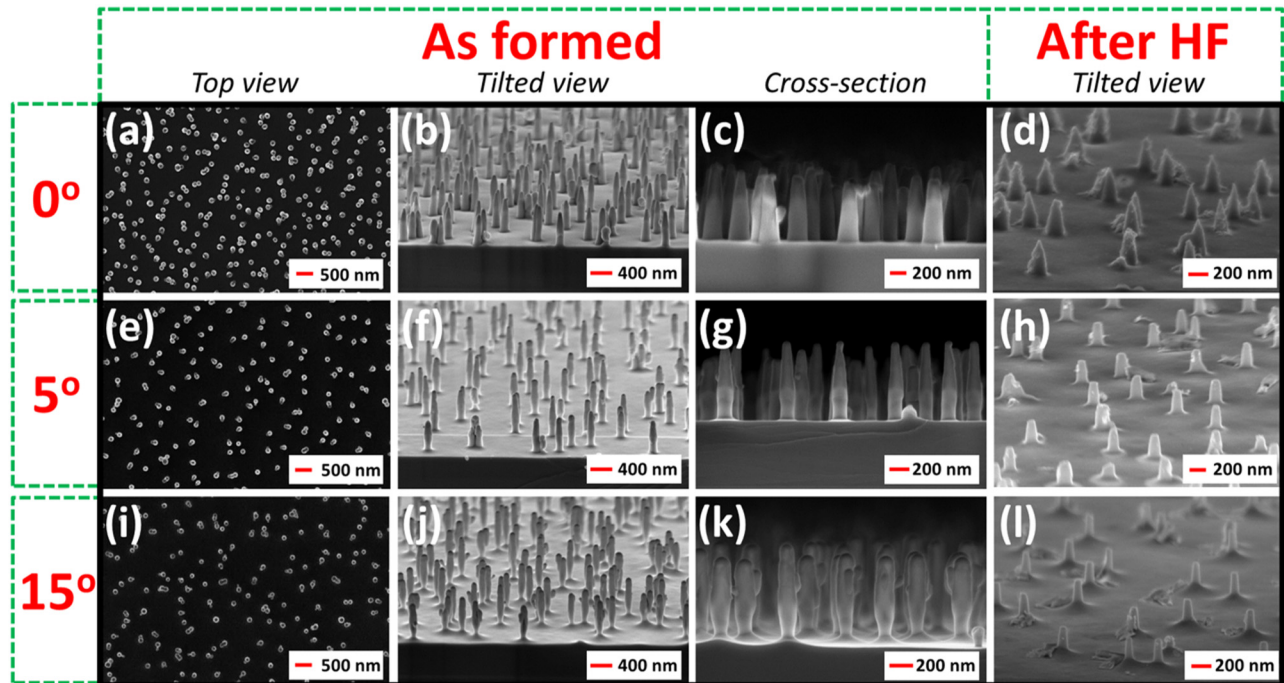 As formed
After HF
Top view
Tilted view
Cross-section
Tilted view
0º
(a)
500 nm
(b)
400 nm
(c)
200 nm
(d)
200 nm
5º
(e)
500 nm
(f)
400 nm
(g)
200 nm
(h)
200 nm
15º
(i)
500 nm
(j)
400 nm
(k)
200 nm
(l)
200 nm